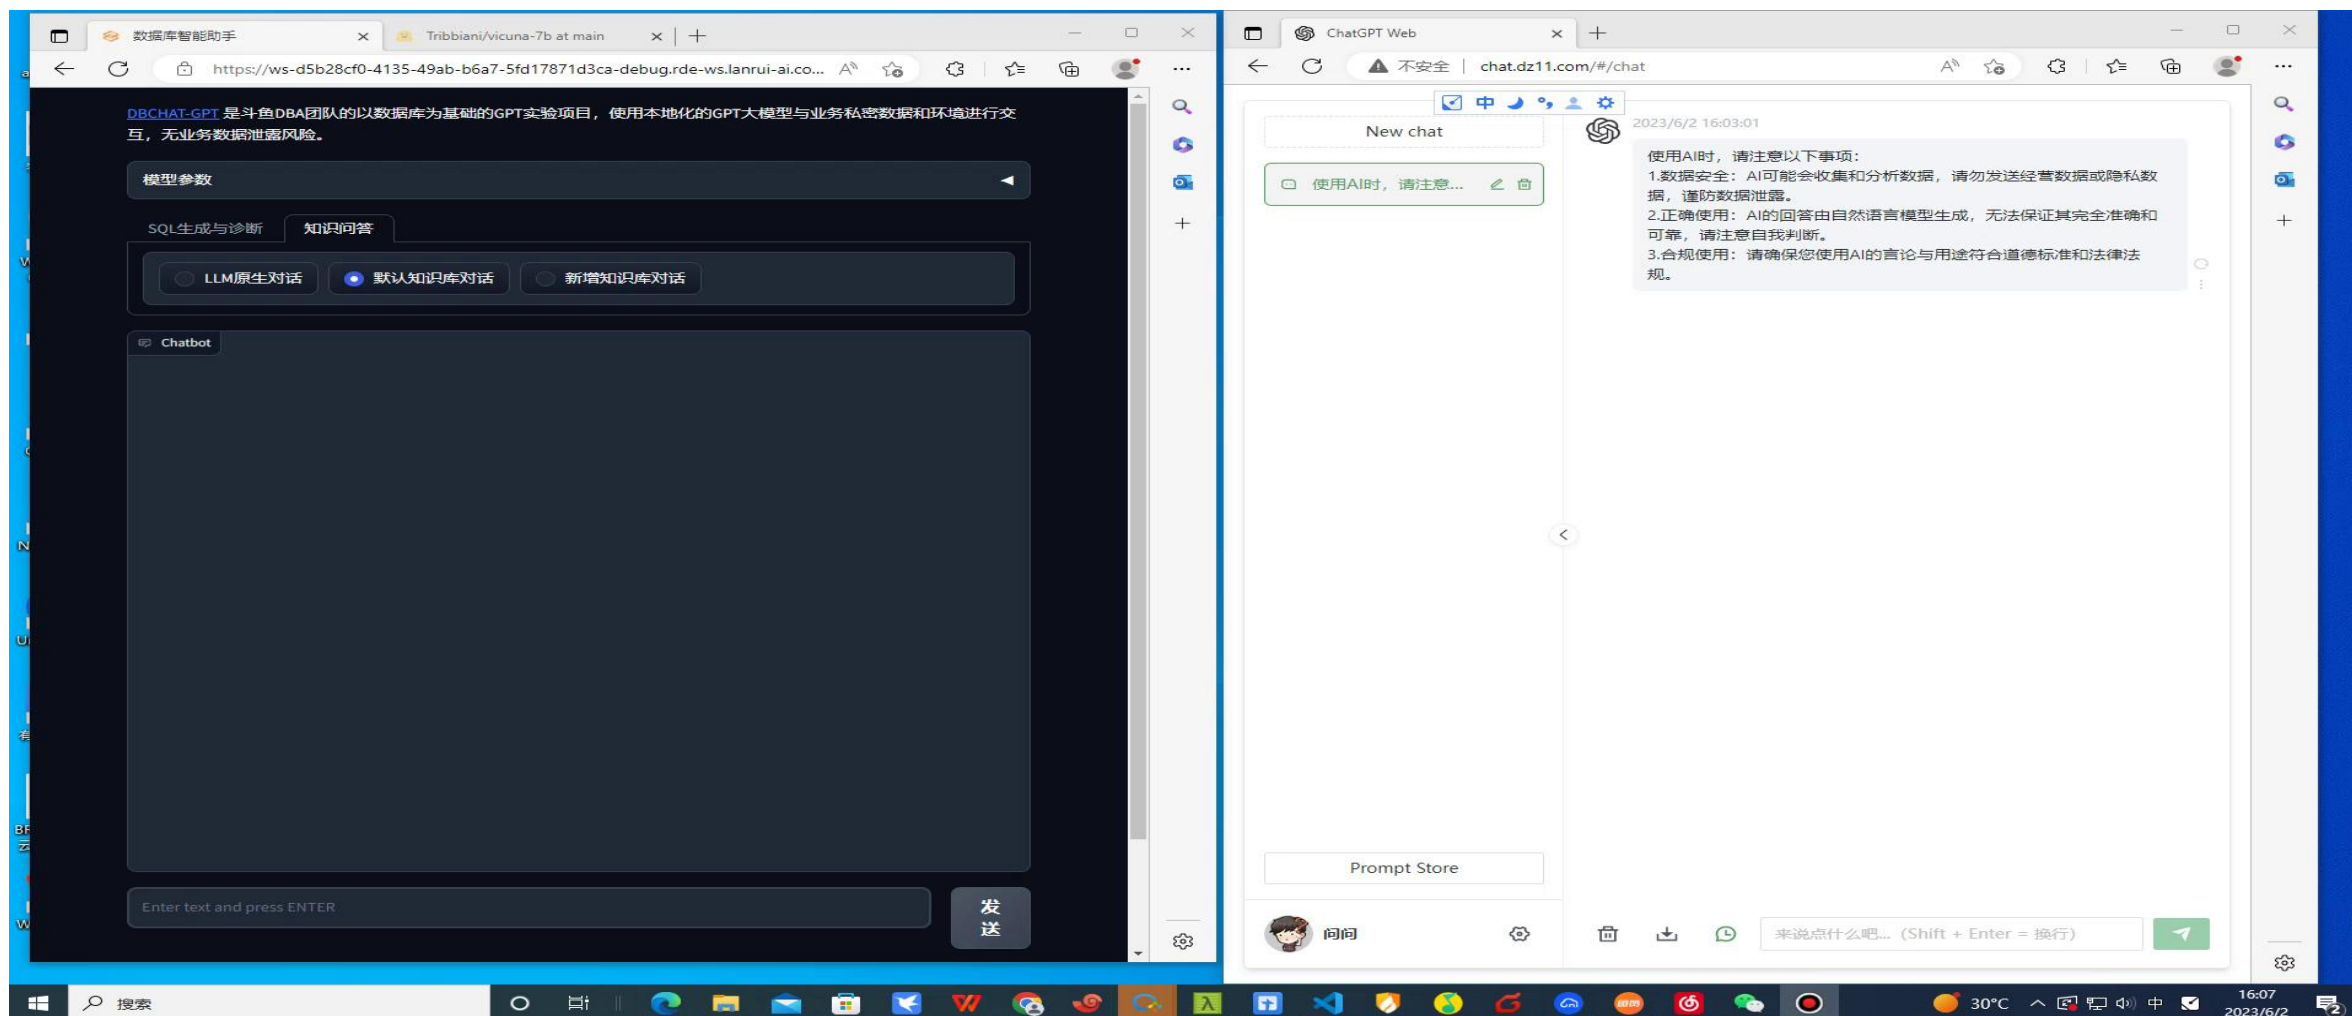 数据库智能助手
Tribbiani/vicuna-7b at main
https://ws-d5b28cf0-4135-49ab-b6a7-5fd17871d3ca-debug.rde-ws.lanrui-ai.co...
DBCHAT-GPT 是斗鱼DBA团队的以数据库为基础的GPT实验项目，使用本地化的GPT大模型与业务私密数据和环境进行交
互，无业务数据泄露风险。
模型参数
SQL生成与诊断
知识问答
LLM原生对话
默认知识库对话
新增知识库对话
Chatbot
Enter text and press ENTER
发
送
ChatGPT Web
不安全
chat.dz11.com/#/chat
中
New chat
使用AI时，请注意...
2023/6/2 16:03:01
使用AI时，请注意以下事项：
1.数据安全：AI可能会收集和分析数据，请勿发送经营数据或隐私数
据，谨防数据泄露。
2.正确使用：AI的回答由自然语言模型生成，无法保证其完全准确和
可靠，请注意自我判断。
3.合规使用：请确保您使用AI的言论与用途符合道德标准和法律法
规。
Prompt Store
问问
来说点什么吧...（Shift + Enter = 换行）
搜索
30°C
中
16:07
2023/6/2